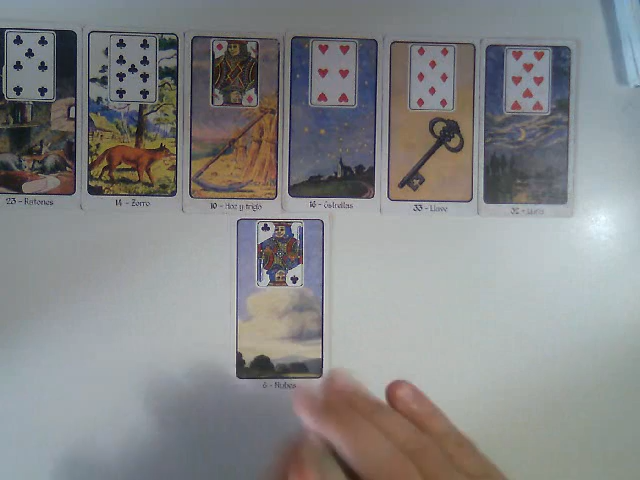 23 - Ratones
14 - Zorro
10 - Hoz y trigo
16 - Estrellas
33 - Llave
32 - Luna
6 - Nubes